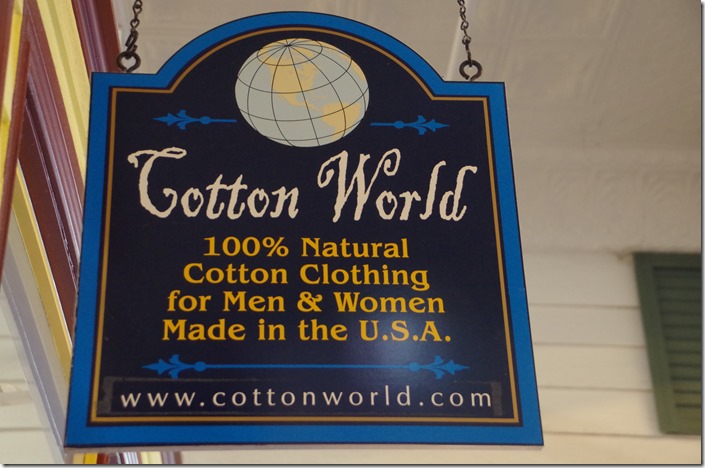 Cotton World
100% Natural
Cotton Clothing
for Men & Women
Made in the U.S.A.
www.cottonworld.com